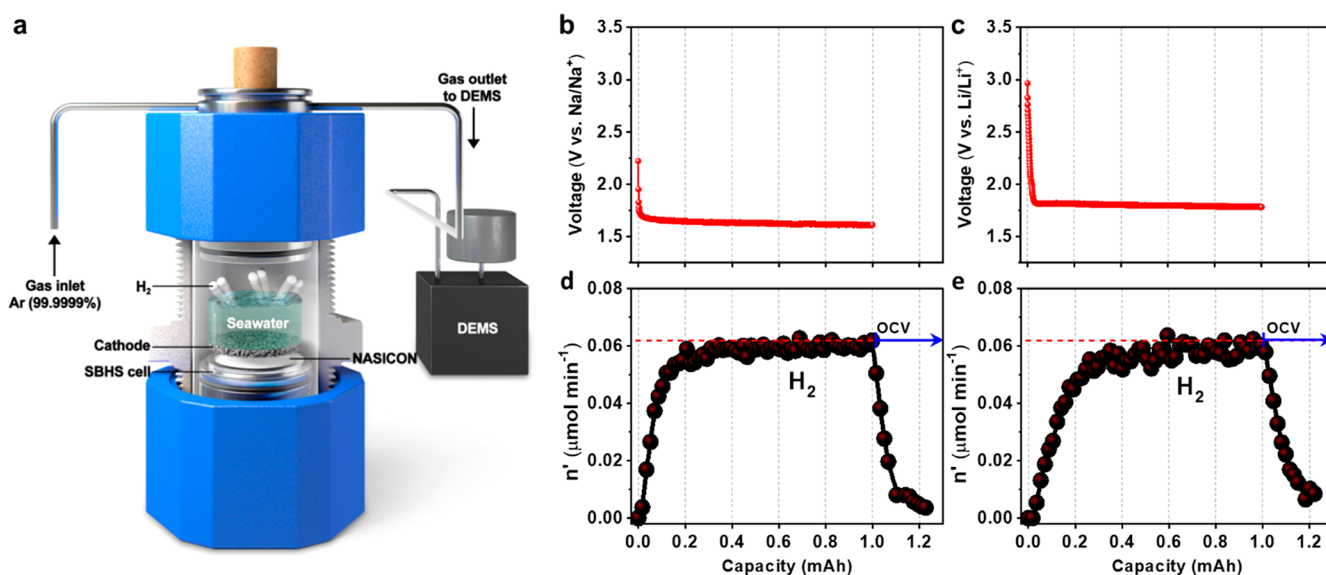 a
Gas outlet
to DEMS
Gas inlet
Ar (99.9999%)
H₂
Seawater
Cathode
SBHS cell
NASICON
DEMS
b
3.5
3.0
2.5
2.0
1.5
Voltage (V vs. Na/Na⁺)
c
3.5
3.0
2.5
2.0
1.5
Voltage (V vs. Li/Li⁺)
d
0.08
0.06
0.04
0.02
0.00
n' (μmol min⁻¹)
OCV
H₂
0.0 0.2 0.4 0.6 0.8 1.0 1.2
Capacity (mAh)
e
0.08
0.06
0.04
0.02
0.00
n' (μmol min⁻¹)
OCV
H₂
0.0 0.2 0.4 0.6 0.8 1.0 1.2
Capacity (mAh)